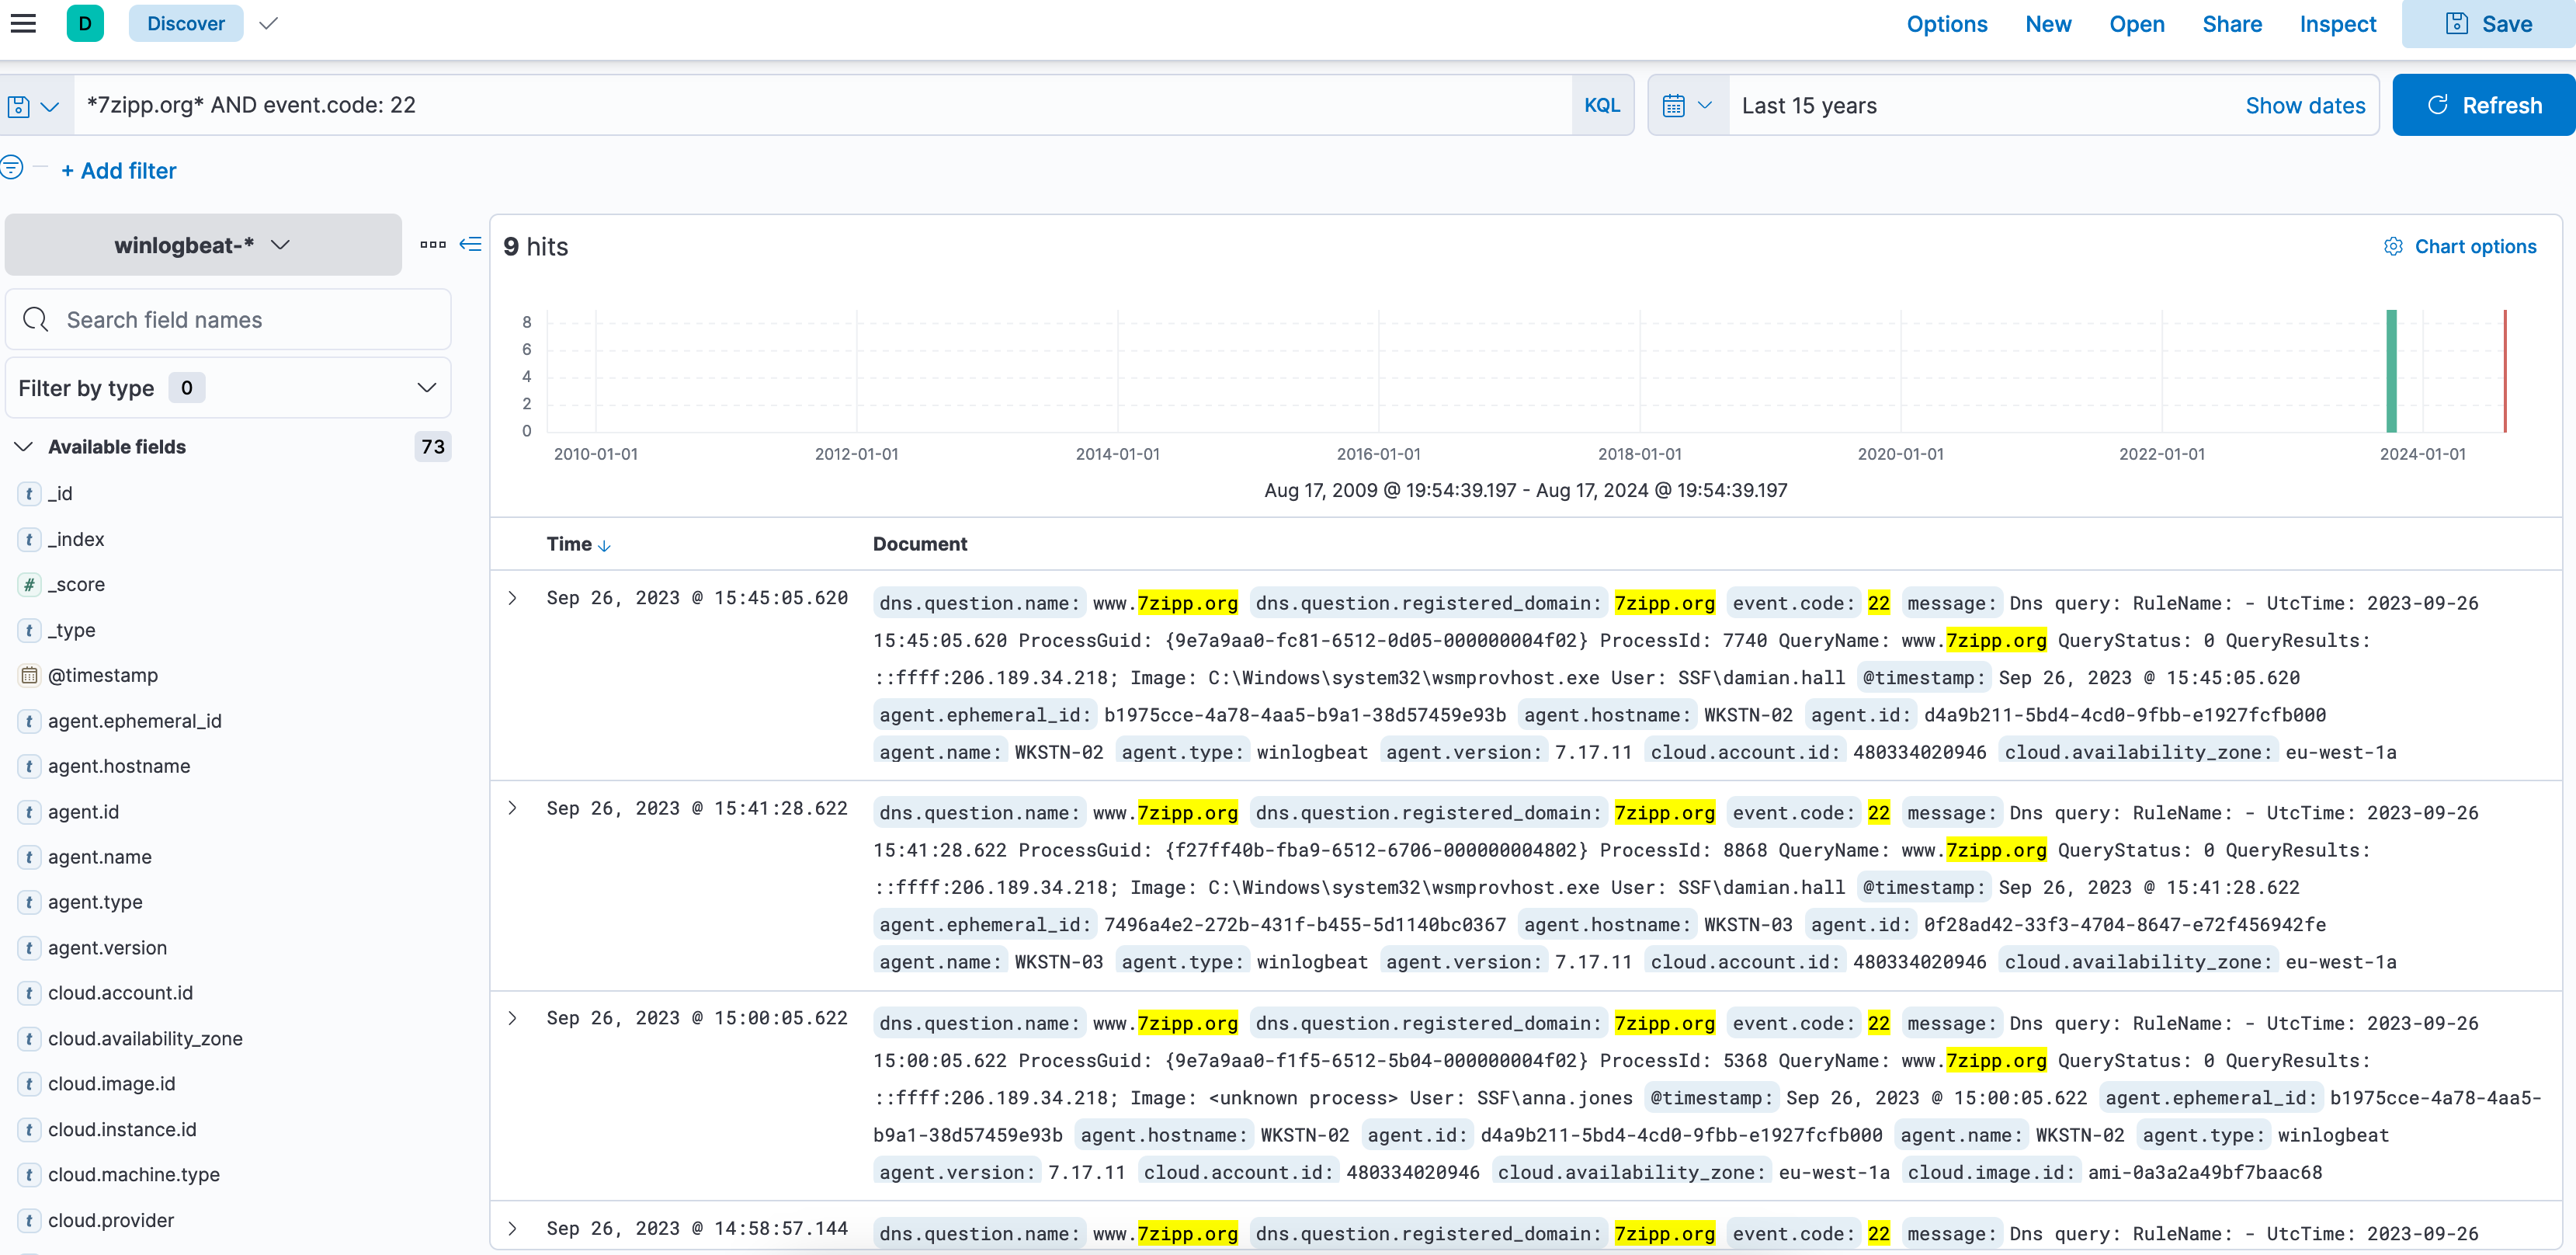 D Discover Options New Open Share Inspect Save
*7zipp.org* AND event.code: 22 KQL Last 15 years Show dates Refresh
+ Add filter
winlogbeat-*
Search field names
Filter by type 0
Available fields 73
t _id
t _index
# _score
t _type
@timestamp
t agent.ephemeral_id
t agent.hostname
t agent.id
t agent.name
t agent.type
t agent.version
t cloud.account.id
t cloud.availability_zone
t cloud.image.id
t cloud.instance.id
t cloud.machine.type
t cloud.provider
9 hits Chart options
8
6
4
2
0
2010-01-01 2012-01-01 2014-01-01 2016-01-01 2018-01-01 2020-01-01 2022-01-01 2024-01-01
Aug 17, 2009 @ 19:54:39.197 - Aug 17, 2024 @ 19:54:39.197
Time Document
Sep 26, 2023 @ 15:45:05.620 dns.question.name: www.7zipp.org dns.question.registered_domain: 7zipp.org event.code: 22 message: Dns query: RuleName: - UtcTime: 2023-09-26
15:45:05.620 ProcessGuid: {9e7a9aa0-fc81-6512-0d05-000000004f02} ProcessId: 7740 QueryName: www.7zipp.org QueryStatus: 0 QueryResults:
::ffff:206.189.34.218; Image: C:\Windows\system32\wsmprovhost.exe User: SSF\damian.hall @timestamp: Sep 26, 2023 @ 15:45:05.620
agent.ephemeral_id: b1975cce-4a78-4aa5-b9a1-38d57459e93b agent.hostname: WKSTN-02 agent.id: d4a9b211-5bd4-4cd0-9fbb-e1927fcfb000
agent.name: WKSTN-02 agent.type: winlogbeat agent.version: 7.17.11 cloud.account.id: 480334020946 cloud.availability_zone: eu-west-1a
Sep 26, 2023 @ 15:41:28.622 dns.question.name: www.7zipp.org dns.question.registered_domain: 7zipp.org event.code: 22 message: Dns query: RuleName: - UtcTime: 2023-09-26
15:41:28.622 ProcessGuid: {f27ff40b-fba9-6512-6706-000000004802} ProcessId: 8868 QueryName: www.7zipp.org QueryStatus: 0 QueryResults:
::ffff:206.189.34.218; Image: C:\Windows\system32\wsmprovhost.exe User: SSF\damian.hall @timestamp: Sep 26, 2023 @ 15:41:28.622
agent.ephemeral_id: 7496a4e2-272b-431f-b455-5d1140bc0367 agent.hostname: WKSTN-03 agent.id: 0f28ad42-33f3-4704-8647-e72f456942fe
agent.name: WKSTN-03 agent.type: winlogbeat agent.version: 7.17.11 cloud.account.id: 480334020946 cloud.availability_zone: eu-west-1a
Sep 26, 2023 @ 15:00:05.622 dns.question.name: www.7zipp.org dns.question.registered_domain: 7zipp.org event.code: 22 message: Dns query: RuleName: - UtcTime: 2023-09-26
15:00:05.622 ProcessGuid: {9e7a9aa0-f1f5-6512-5b04-000000004f02} ProcessId: 5368 QueryName: www.7zipp.org QueryStatus: 0 QueryResults:
::ffff:206.189.34.218; Image: <unknown process> User: SSF\anna.jones @timestamp: Sep 26, 2023 @ 15:00:05.622 agent.ephemeral_id: b1975cce-4a78-4aa5-
b9a1-38d57459e93b agent.hostname: WKSTN-02 agent.id: d4a9b211-5bd4-4cd0-9fbb-e1927fcfb000 agent.name: WKSTN-02 agent.type: winlogbeat
agent.version: 7.17.11 cloud.account.id: 480334020946 cloud.availability_zone: eu-west-1a cloud.image.id: ami-0a3a2a49bf7baac68
Sep 26, 2023 @ 14:58:57.144 dns.question.name: www.7zipp.org dns.question.registered_domain: 7zipp.org event.code: 22 message: Dns query: RuleName: - UtcTime: 2023-09-26